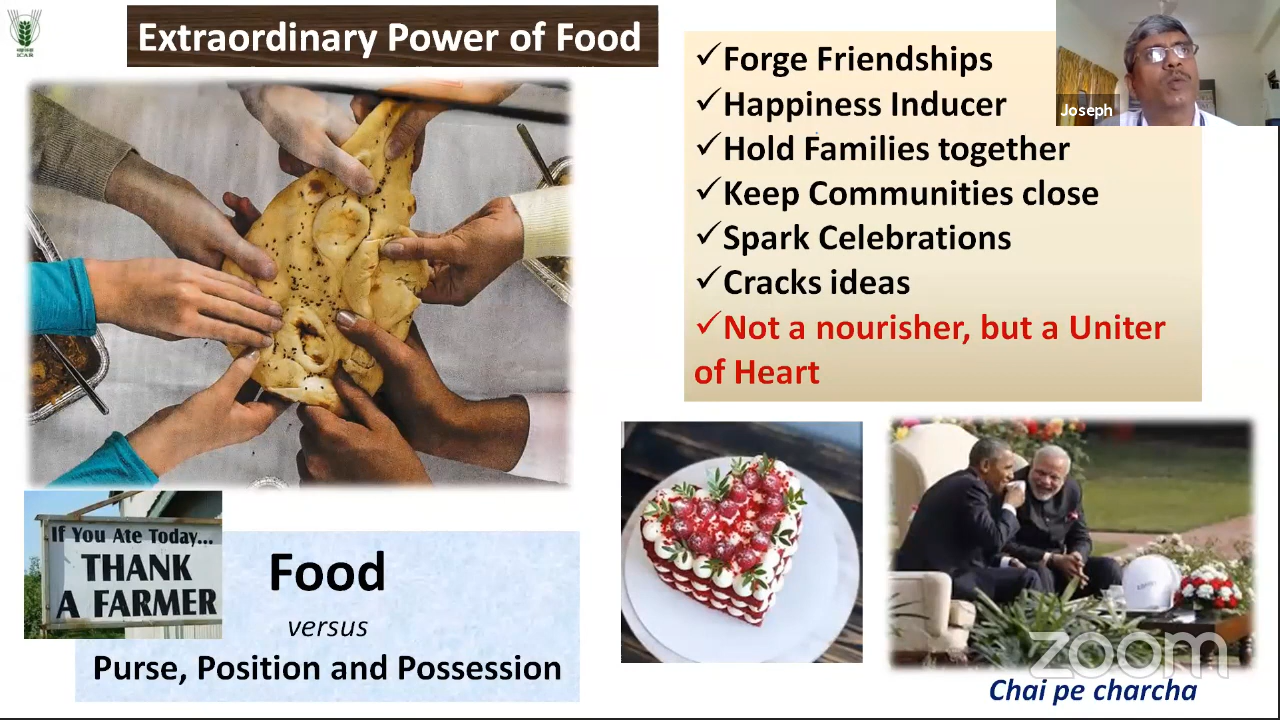 Extraordinary Power of Food
ICAR
✓Forge Friendships
✓Happiness Inducer
✓Hold Families together
✓Keep Communities close
✓Spark Celebrations
✓Cracks ideas
✓Not a nourisher, but a Uniter
of Heart
Joseph
If You Ate Today...
THANK
A FARMER
Food
versus
Purse, Position and Possession
zoom
Chai pe charcha